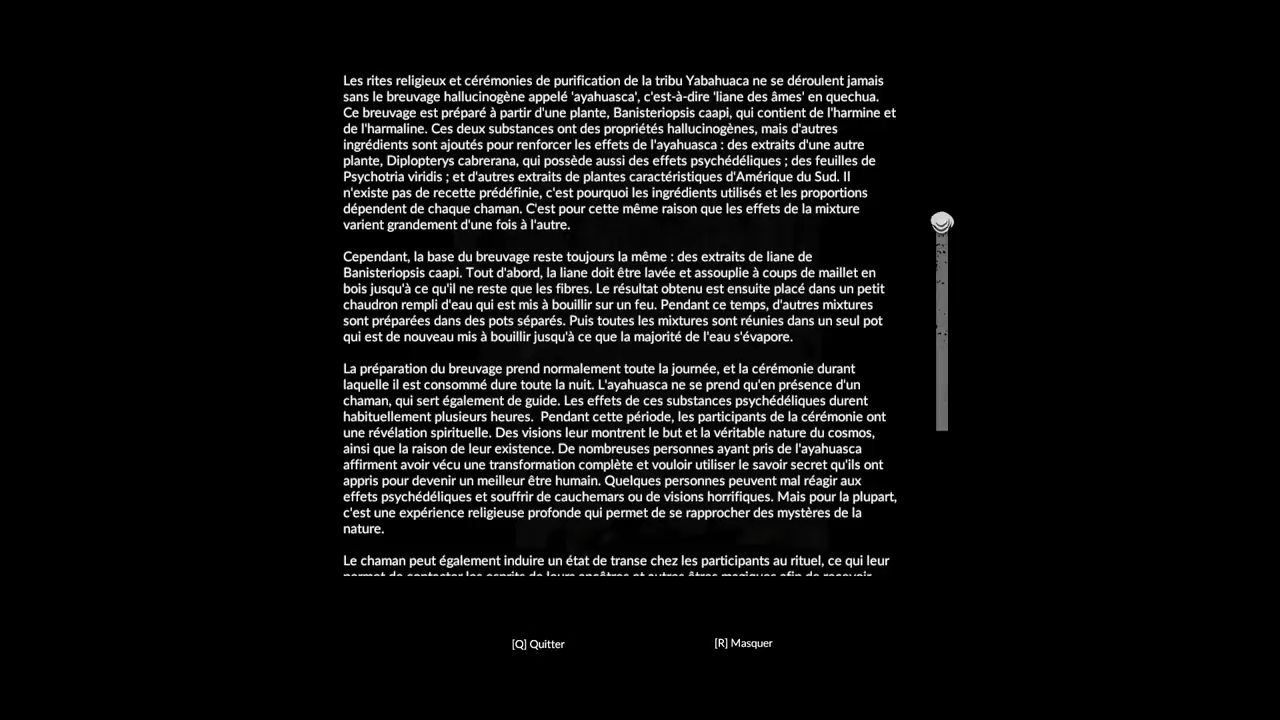 Les rites religieux et cérémonies de purification de la tribu Yabahuaca ne se déroulent jamais
sans le breuvage hallucinogène appelé 'ayahuasca', c'est-à-dire 'liane des âmes' en quechua.
Ce breuvage est préparé à partir d'une plante, Banisteriopsis caapi, qui contient de l'harmine et
de l'harmaline. Ces deux substances ont des propriétés hallucinogènes, mais d'autres
ingrédients sont ajoutés pour renforcer les effets de l'ayahuasca : des extraits d'une autre
plante, Diplopterys cabrerana, qui possède aussi des effets psychédéliques ; des feuilles de
Psychotria viridis ; et d'autres extraits de plantes caractéristiques d'Amérique du Sud. Il
n'existe pas de recette prédéfinie, c'est pourquoi les ingrédients utilisés et les proportions
dépendent de chaque chaman. C'est pour cette même raison que les effets de la mixture
varient grandement d'une fois à l'autre.
Cependant, la base du breuvage reste toujours la même : des extraits de liane de
Banisteriopsis caapi. Tout d'abord, la liane doit être lavée et assouplie à coups de maillet en
bois jusqu'à ce qu'il ne reste que les fibres. Le résultat obtenu est ensuite placé dans un petit
chaudron rempli d'eau qui est mis à bouillir sur un feu. Pendant ce temps, d'autres mixtures
sont préparées dans des pots séparés. Puis toutes les mixtures sont réunies dans un seul pot
qui est de nouveau mis à bouillir jusqu'à ce que la majorité de l'eau s'évapore.
La préparation du breuvage prend normalement toute la journée, et la cérémonie durant
laquelle il est consommé dure toute la nuit. L'ayahuasca ne se prend qu'en présence d'un
chaman, qui sert également de guide. Les effets de ces substances psychédéliques durent
habituellement plusieurs heures.  Pendant cette période, les participants de la cérémonie ont
une révélation spirituelle. Des visions leur montrent le but et la véritable nature du cosmos,
ainsi que la raison de leur existence. De nombreuses personnes ayant pris de l'ayahuasca
affirment avoir vécu une transformation complète et vouloir utiliser le savoir secret qu'ils ont
appris pour devenir un meilleur être humain. Quelques personnes peuvent mal réagir aux
effets psychédéliques et souffrir de cauchemars ou de visions horrifiques. Mais pour la plupart,
c'est une expérience religieuse profonde qui permet de se rapprocher des mystères de la
nature.
Le chaman peut également induire un état de transe chez les participants au rituel, ce qui leur
permet de contacter les esprits de leurs ancêtres et autres êtres magiques afin de recevoir
[Q] Quitter
[R] Masquer